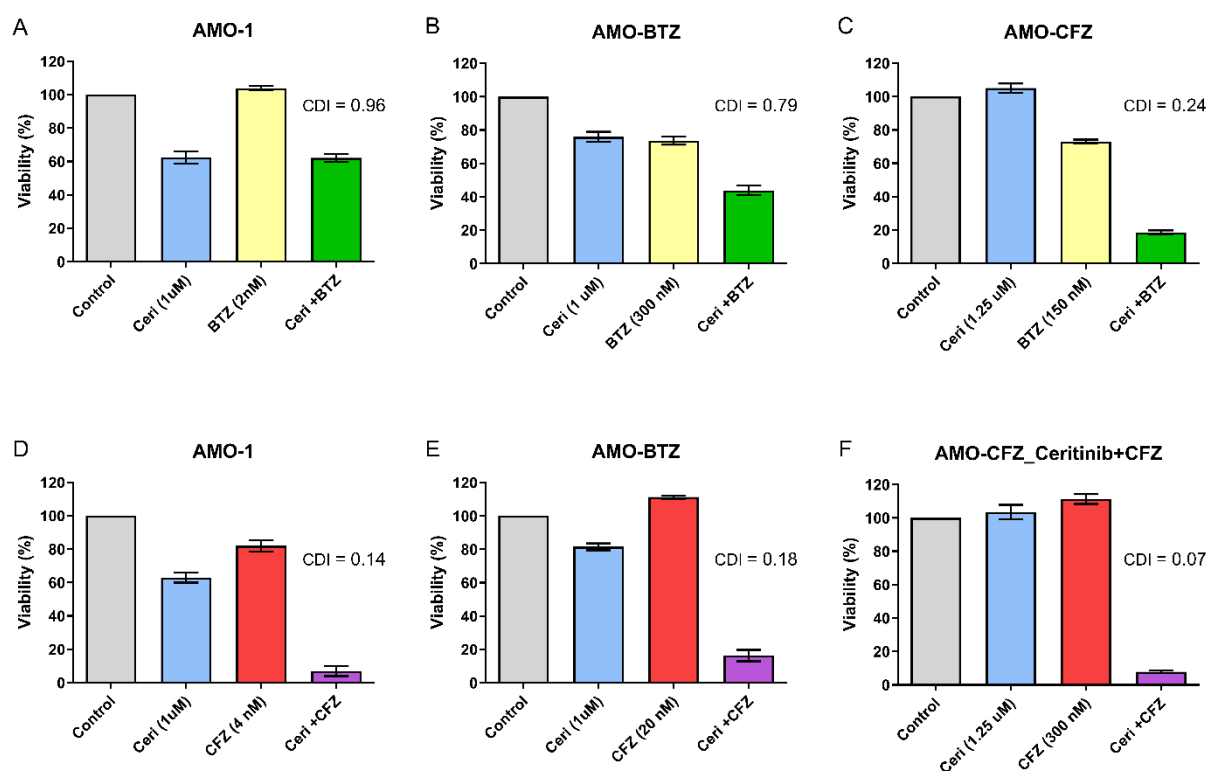 A
AMO-1
Viability (%)
120
100
80
60
40
20
0
CDI = 0.96
Control
Ceri (1uM)
BTZ (2nM)
Ceri +BTZ
B
AMO-BTZ
Viability (%)
120
100
80
60
40
20
0
CDI = 0.79
Control
Ceri (1 uM)
BTZ (300 nM)
Ceri +BTZ
C
AMO-CFZ
Viability (%)
120
100
80
60
40
20
0
CDI = 0.24
Control
Ceri (1.25 uM)
BTZ (150 nM)
Ceri +BTZ
D
AMO-1
Viability (%)
120
100
80
60
40
20
0
CDI = 0.14
Control
Ceri (1uM)
CFZ (4 nM)
Ceri +CFZ
E
AMO-BTZ
Viability (%)
120
100
80
60
40
20
0
CDI = 0.18
Control
Ceri (1uM)
CFZ (20 nM)
Ceri +CFZ
F
AMO-CFZ_Ceritinib+CFZ
Viability (%)
120
100
80
60
40
20
0
CDI = 0.07
Control
Ceri (1.25 uM)
CFZ (300 nM)
Ceri +CFZ